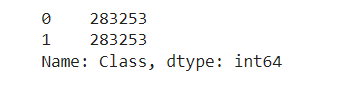 0    283253
1    283253
Name: Class, dtype: int64